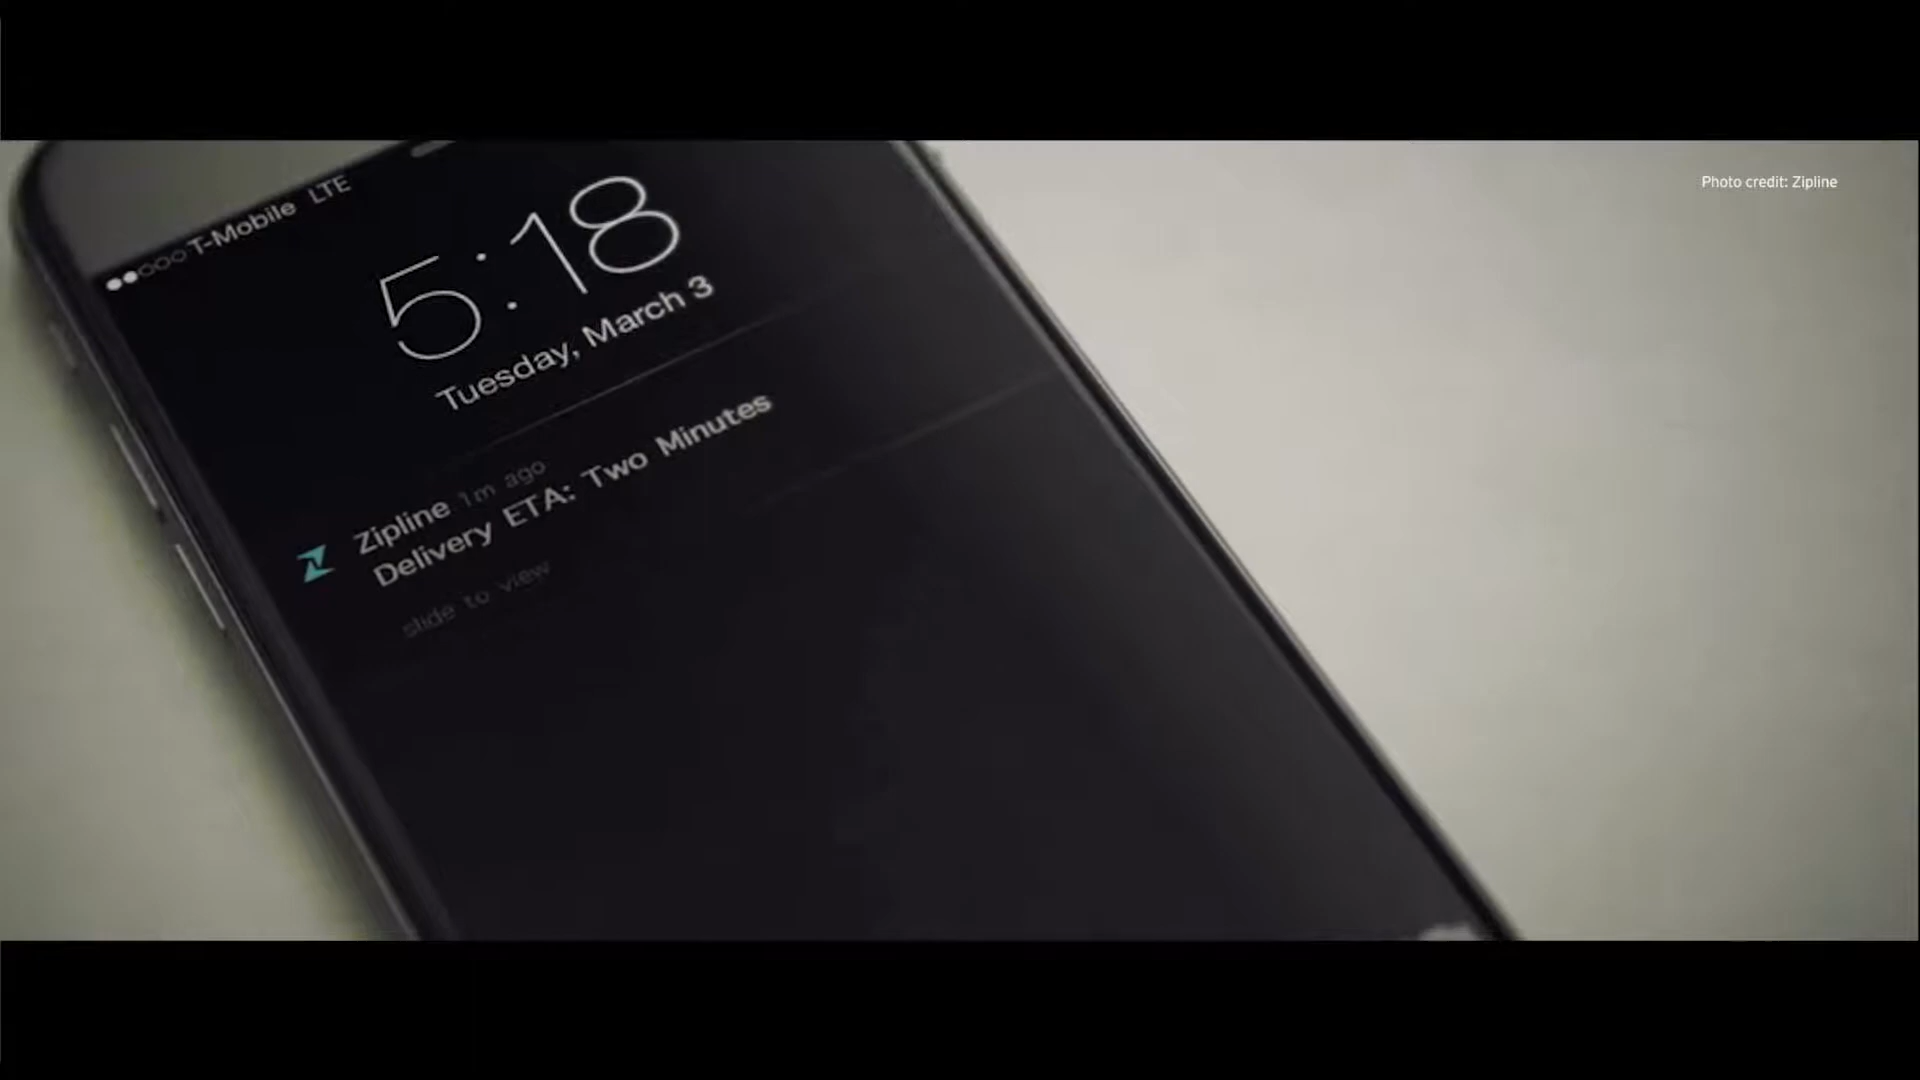 Photo credit: Zipline
T-Mobile LTE
5:18
Tuesday, March 3
Zipline 1m ago
Delivery ETA: Two Minutes
slide to view